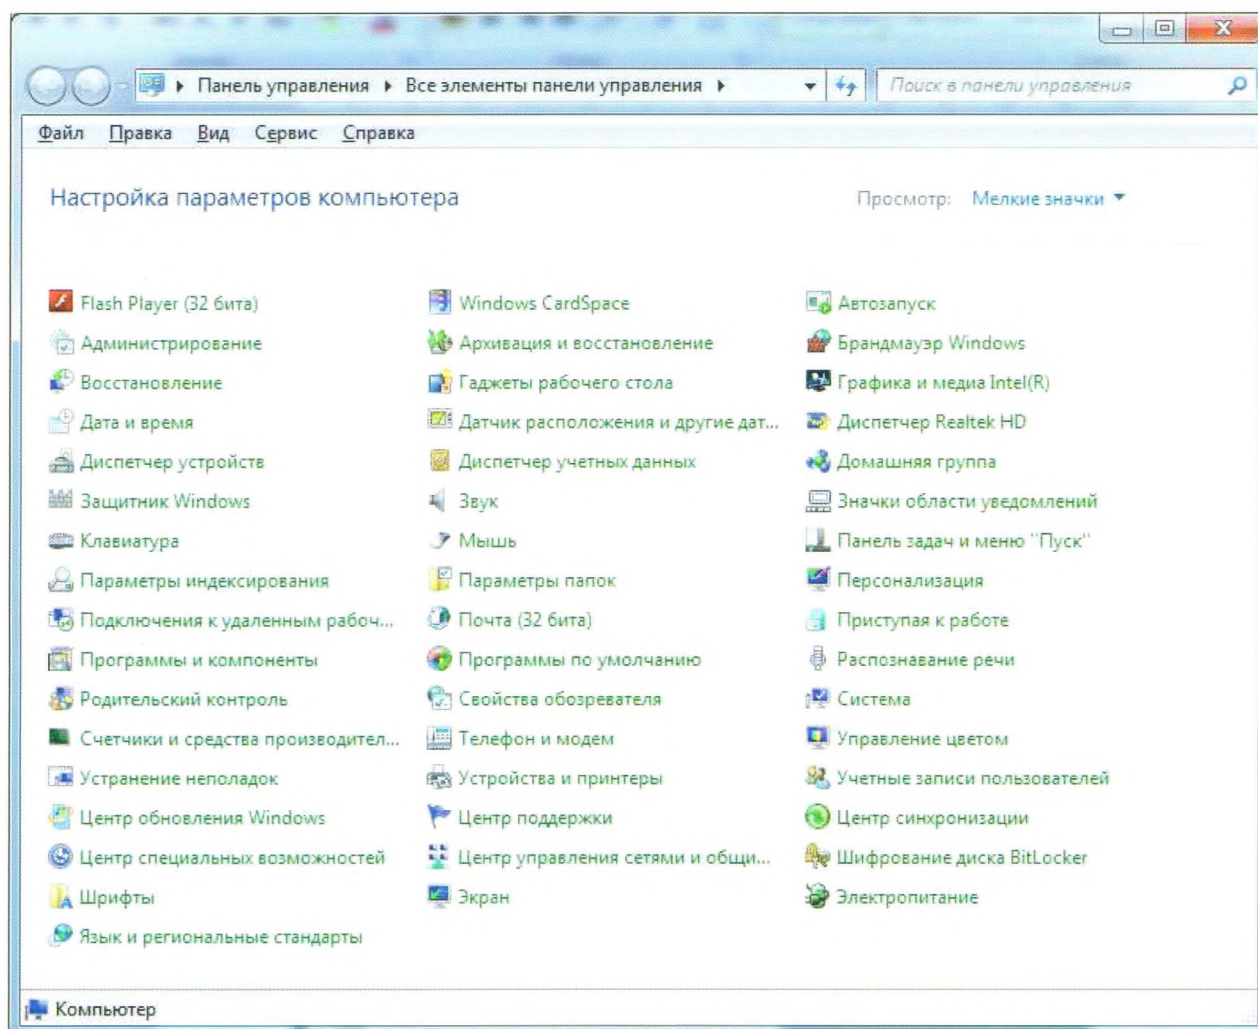 Панель управления Все элементы панели управления Поиск в панели управления
Файл Правка Вид Сервис Справка
Настройка параметров компьютера Просмотр: Мелкие значки
Flash Player (32 бита) Windows CardSpace Автозапуск
Администрирование Архивация и восстановление Брандмауэр Windows
Восстановление Гаджеты рабочего стола Графика и медиа Intel(R)
Дата и время Датчик расположения и другие дат... Диспетчер Realtek HD
Диспетчер устройств Диспетчер учетных данных Домашняя группа
Защитник Windows Звук Значки области уведомлений
Клавиатура Мышь Панель задач и меню "Пуск"
Параметры индексирования Параметры папок Персонализация
Подключения к удаленным рабоч... Почта (32 бита) Приступая к работе
Программы и компоненты Программы по умолчанию Распознавание речи
Родительский контроль Свойства обозревателя Система
Счетчики и средства производител... Телефон и модем Управление цветом
Устранение неполадок Устройства и принтеры Учетные записи пользователей
Центр обновления Windows Центр поддержки Центр синхронизации
Центр специальных возможностей Центр управления сетями и общи... Шифрование диска BitLocker
Шрифты Экран Электропитание
Язык и региональные стандарты
Компьютер